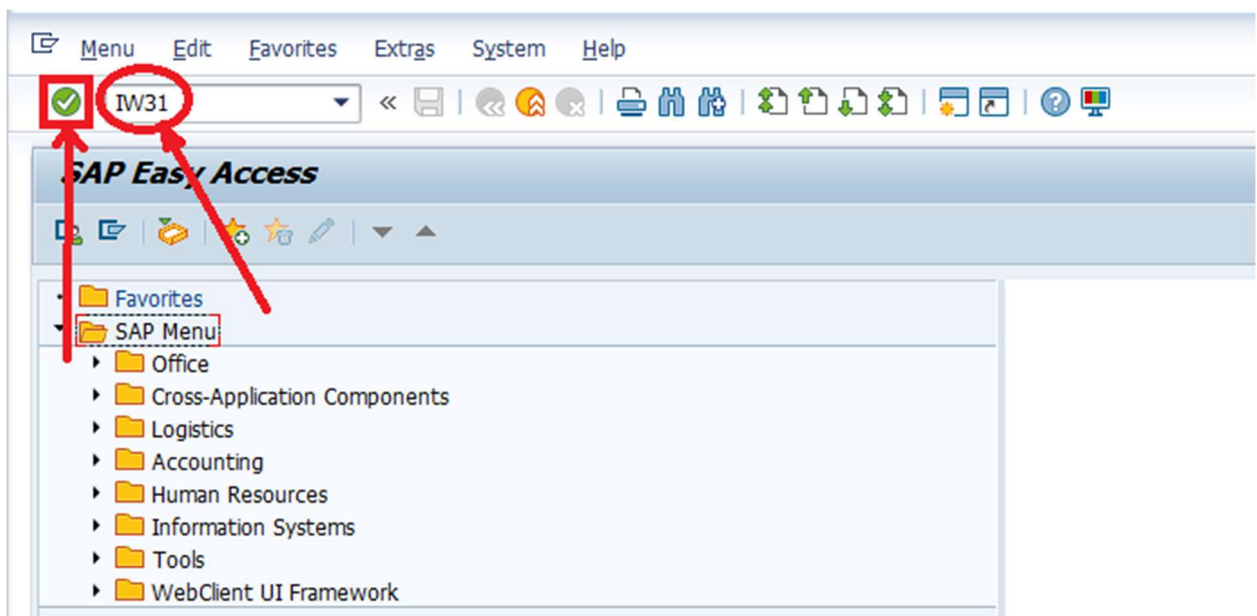 Menu Edit Favorites Extras System Help
IW31
SAP Easy Access
Favorites
SAP Menu
Office
Cross-Application Components
Logistics
Accounting
Human Resources
Information Systems
Tools
WebClient UI Framework